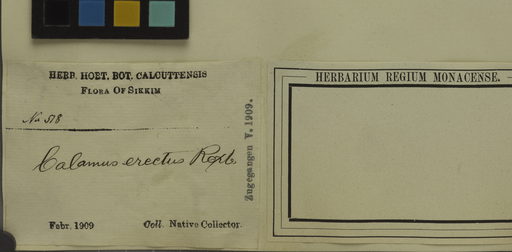 HERB. HORT. BOT. CALCUTTENSIS
FLORA OF SIKKIM
No 518
Calamus erectus Roxb
Febr. 1909
Coll. Native Collector.
Zugegangen A. 1909.
HERBARIUM REGIUM MONACENSE.